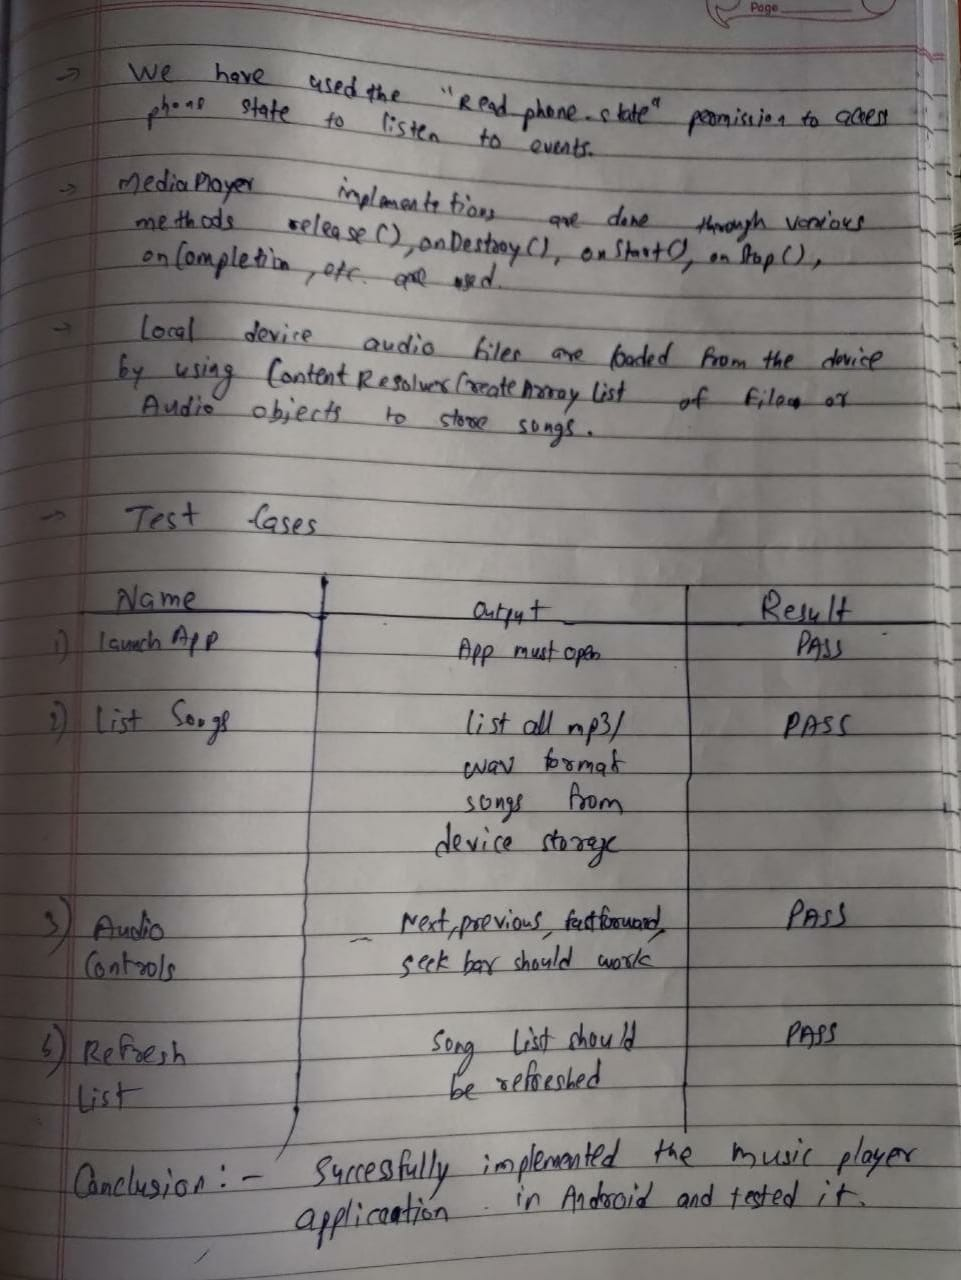 Page
→ We have used the "Read phone state" permission to access
phone state to listen to events.
→ Media Player implementations are done through various
methods release(), onDestroy(), onStart(), onStop(),
onCompletion, etc. are used.
→ Local device audio files are loaded from the device
by using Content Resolver Create Array List of Files or
Audio objects to store songs.
→ Test Cases
Name Output Result
1) Launch App App must open PASS
2) List Songs List all mp3/ PASS
wav format
songs from
device storage
3) Audio Next, previous, fastforward, PASS
Controls seek bar should work
Refresh Song List should PASS
List be refreshed
Conclusion :- Successfully implemented the music player
application in Android and tested it.